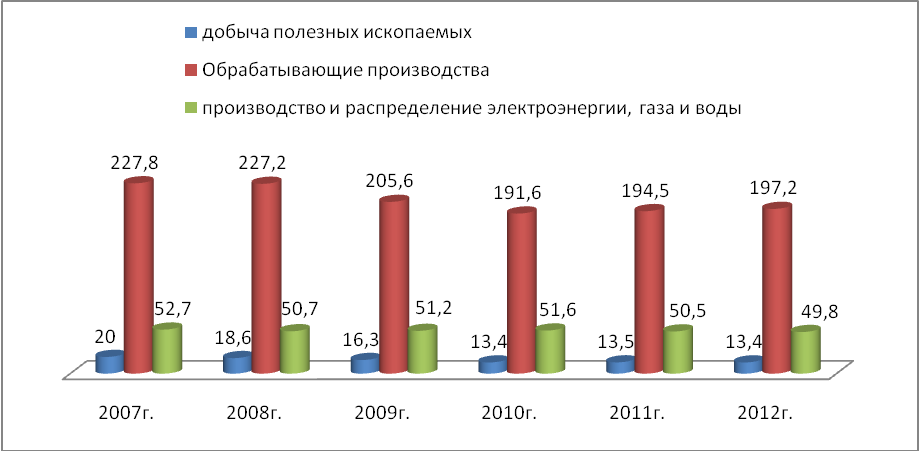 добыча полезных ископаемых
Обрабатывающие производства
производство и распределение электроэнергии, газа и воды
227,8
227,2
205,6
191,6
194,5
197,2
20
52,7
18,6
50,7
16,3
51,2
13,4
51,6
13,5
50,5
13,4
49,8
2007г.
2008г.
2009г.
2010г.
2011г.
2012г.